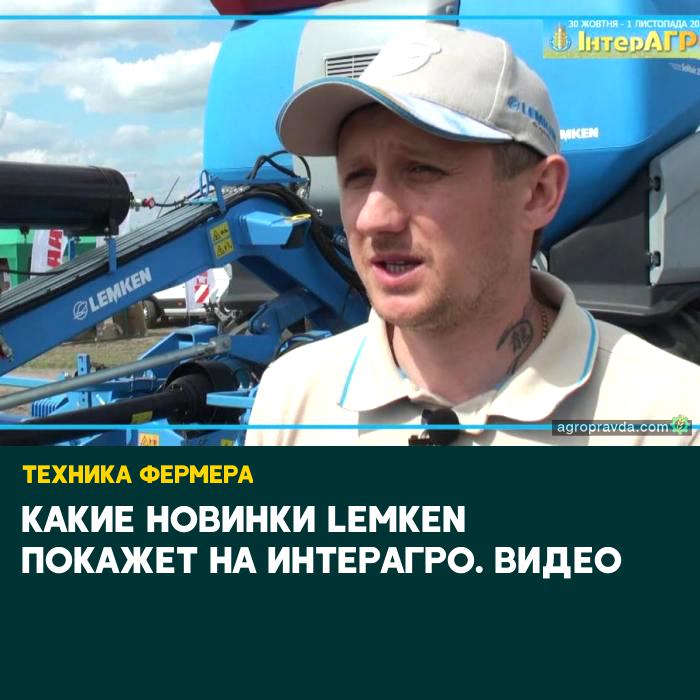 30 ЖОВТНЯ - 1 ЛИСТОПАДА 20
ІнтерАГР
LEMKEN
LEMKEN
LEMKEN
agropravda.com
ТЕХНИКА ФЕРМЕРА
КАКИЕ НОВИНКИ LEMKEN
ПОКАЖЕТ НА ИНТЕРАГРО. ВИДЕО